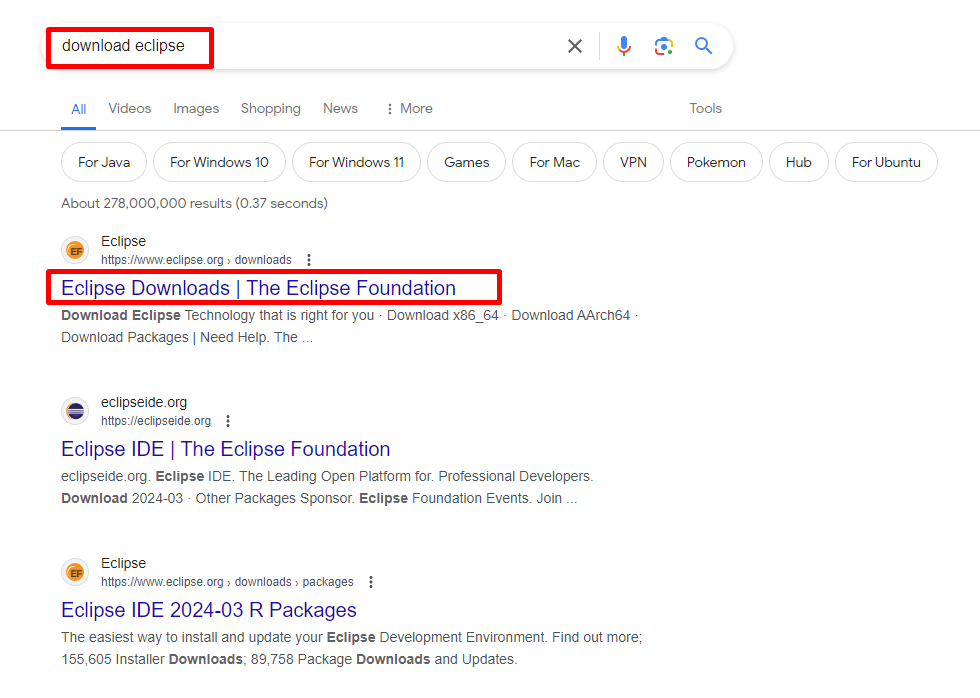 download eclipse
All Videos Images Shopping News More Tools
For Java For Windows 10 For Windows 11 Games For Mac VPN Pokemon Hub For Ubuntu
About 278,000,000 results (0.37 seconds)
EF Eclipse
https://www.eclipse.org › downloads
Eclipse Downloads | The Eclipse Foundation
Download Eclipse Technology that is right for you · Download x86_64 · Download AArch64 ·
Download Packages | Need Help. The ...
eclipseide.org
https://eclipseide.org
Eclipse IDE | The Eclipse Foundation
eclipseide.org. Eclipse IDE. The Leading Open Platform for. Professional Developers.
Download 2024-03 · Other Packages Sponsor. Eclipse Foundation Events. Join ...
EF Eclipse
https://www.eclipse.org › downloads › packages
Eclipse IDE 2024-03 R Packages
The easiest way to install and update your Eclipse Development Environment. Find out more;
155,605 Installer Downloads; 89,758 Package Downloads and Updates.